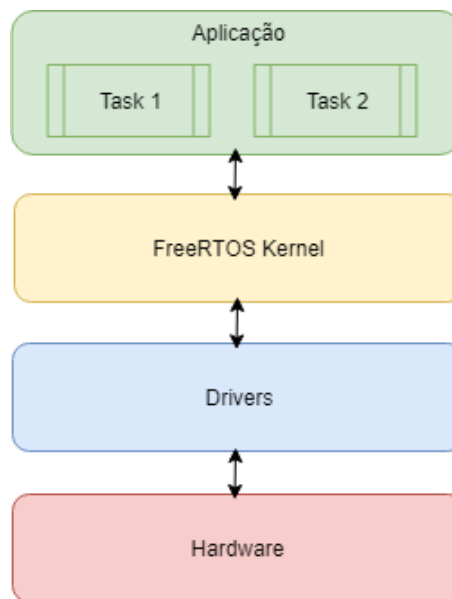 Aplicação
Task 1
Task 2
FreeRTOS Kernel
Drivers
Hardware